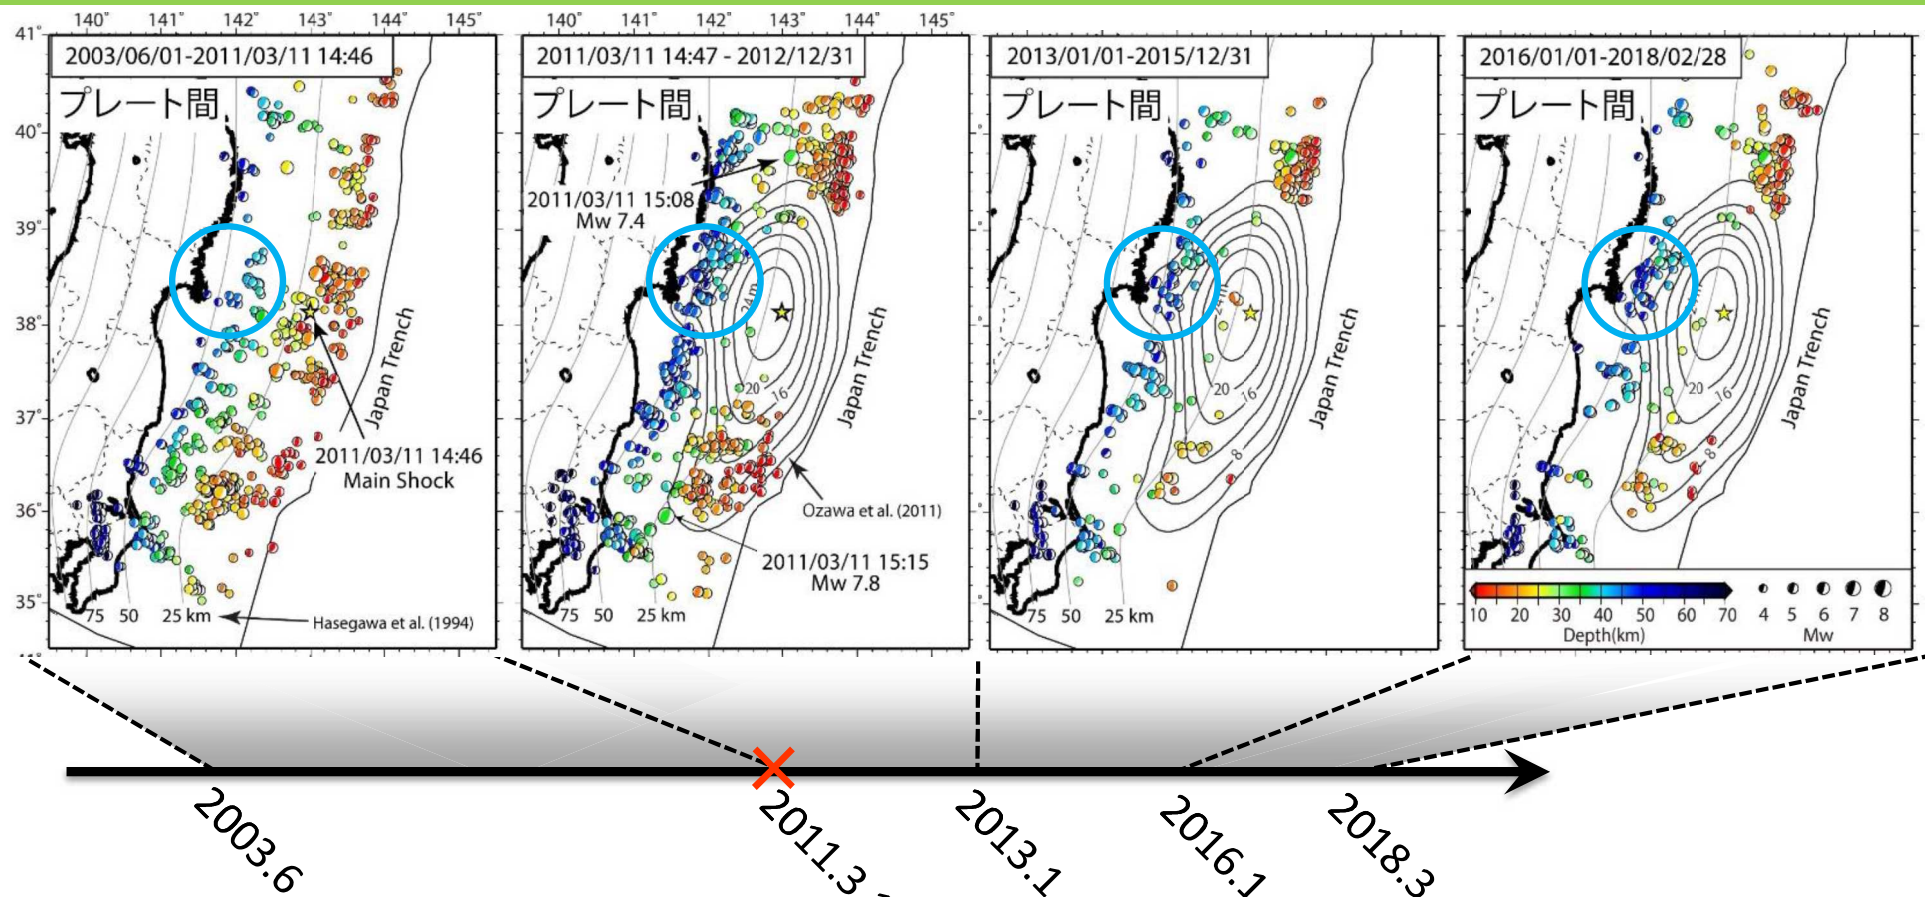 140° 141° 142° 143° 144° 145°
41°
40°
39°
38°
37°
36°
35°
2003/06/01-2011/03/11 14:46
プレート間
Japan Trench
2011/03/11 14:46
Main Shock
75 50 25 km
Hasegawa et al. (1994)
140° 141° 142° 143° 144° 145°
2011/03/11 14:47 - 2012/12/31
プレート間
2011/03/11 15:08
Mw 7.4
24 m
20
16
Japan Trench
Ozawa et al. (2011)
2011/03/11 15:15
Mw 7.8
75 50 25 km
2013/01/01-2015/12/31
プレート間
20
16
8
Japan Trench
75 50 25 km
2016/01/01-2018/02/28
プレート間
20
16
8
Japan Trench
10 20 30 40 50 60 70
Depth(km)
4 5 6 7 8
Mw
2003.6
2011.3
2013.1
2016.1
2018.3